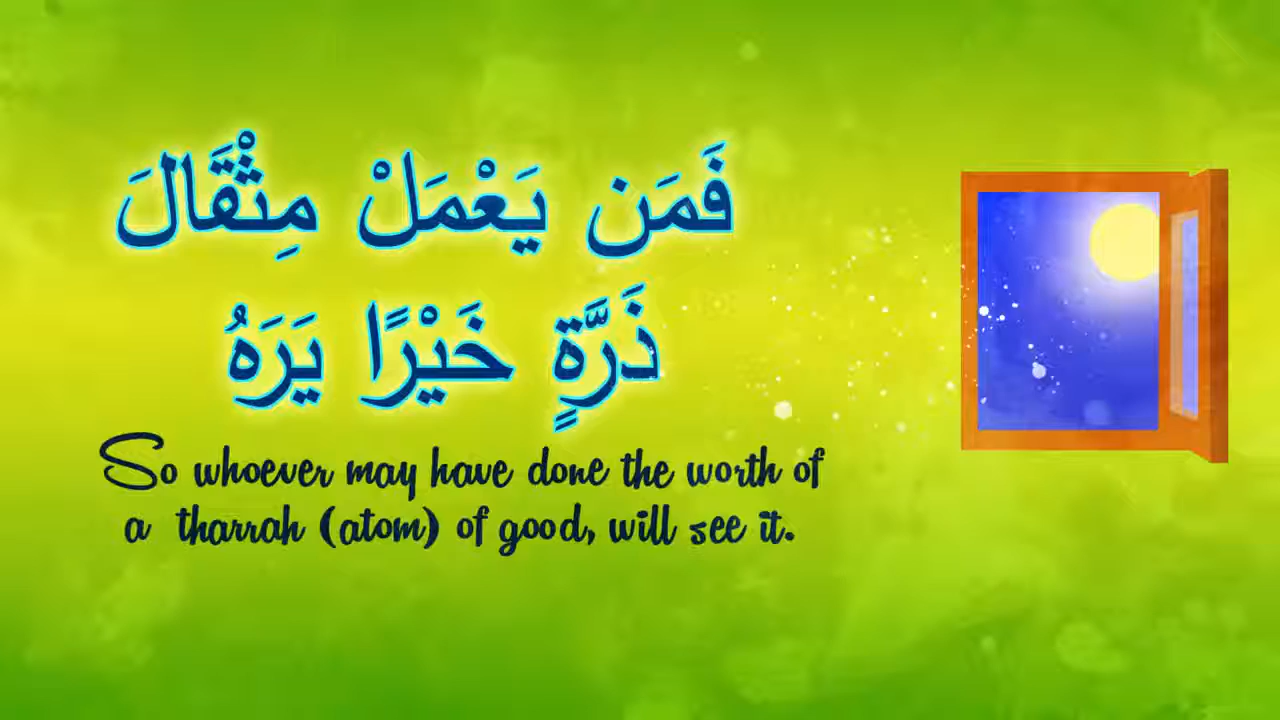 فَمَن يَعْمَلْ مِثْقَالَ
ذَرَّةٍ خَيْرًا يَرَهُ
So whoever may have done the worth of
a tharrah (atom) of good, will see it.